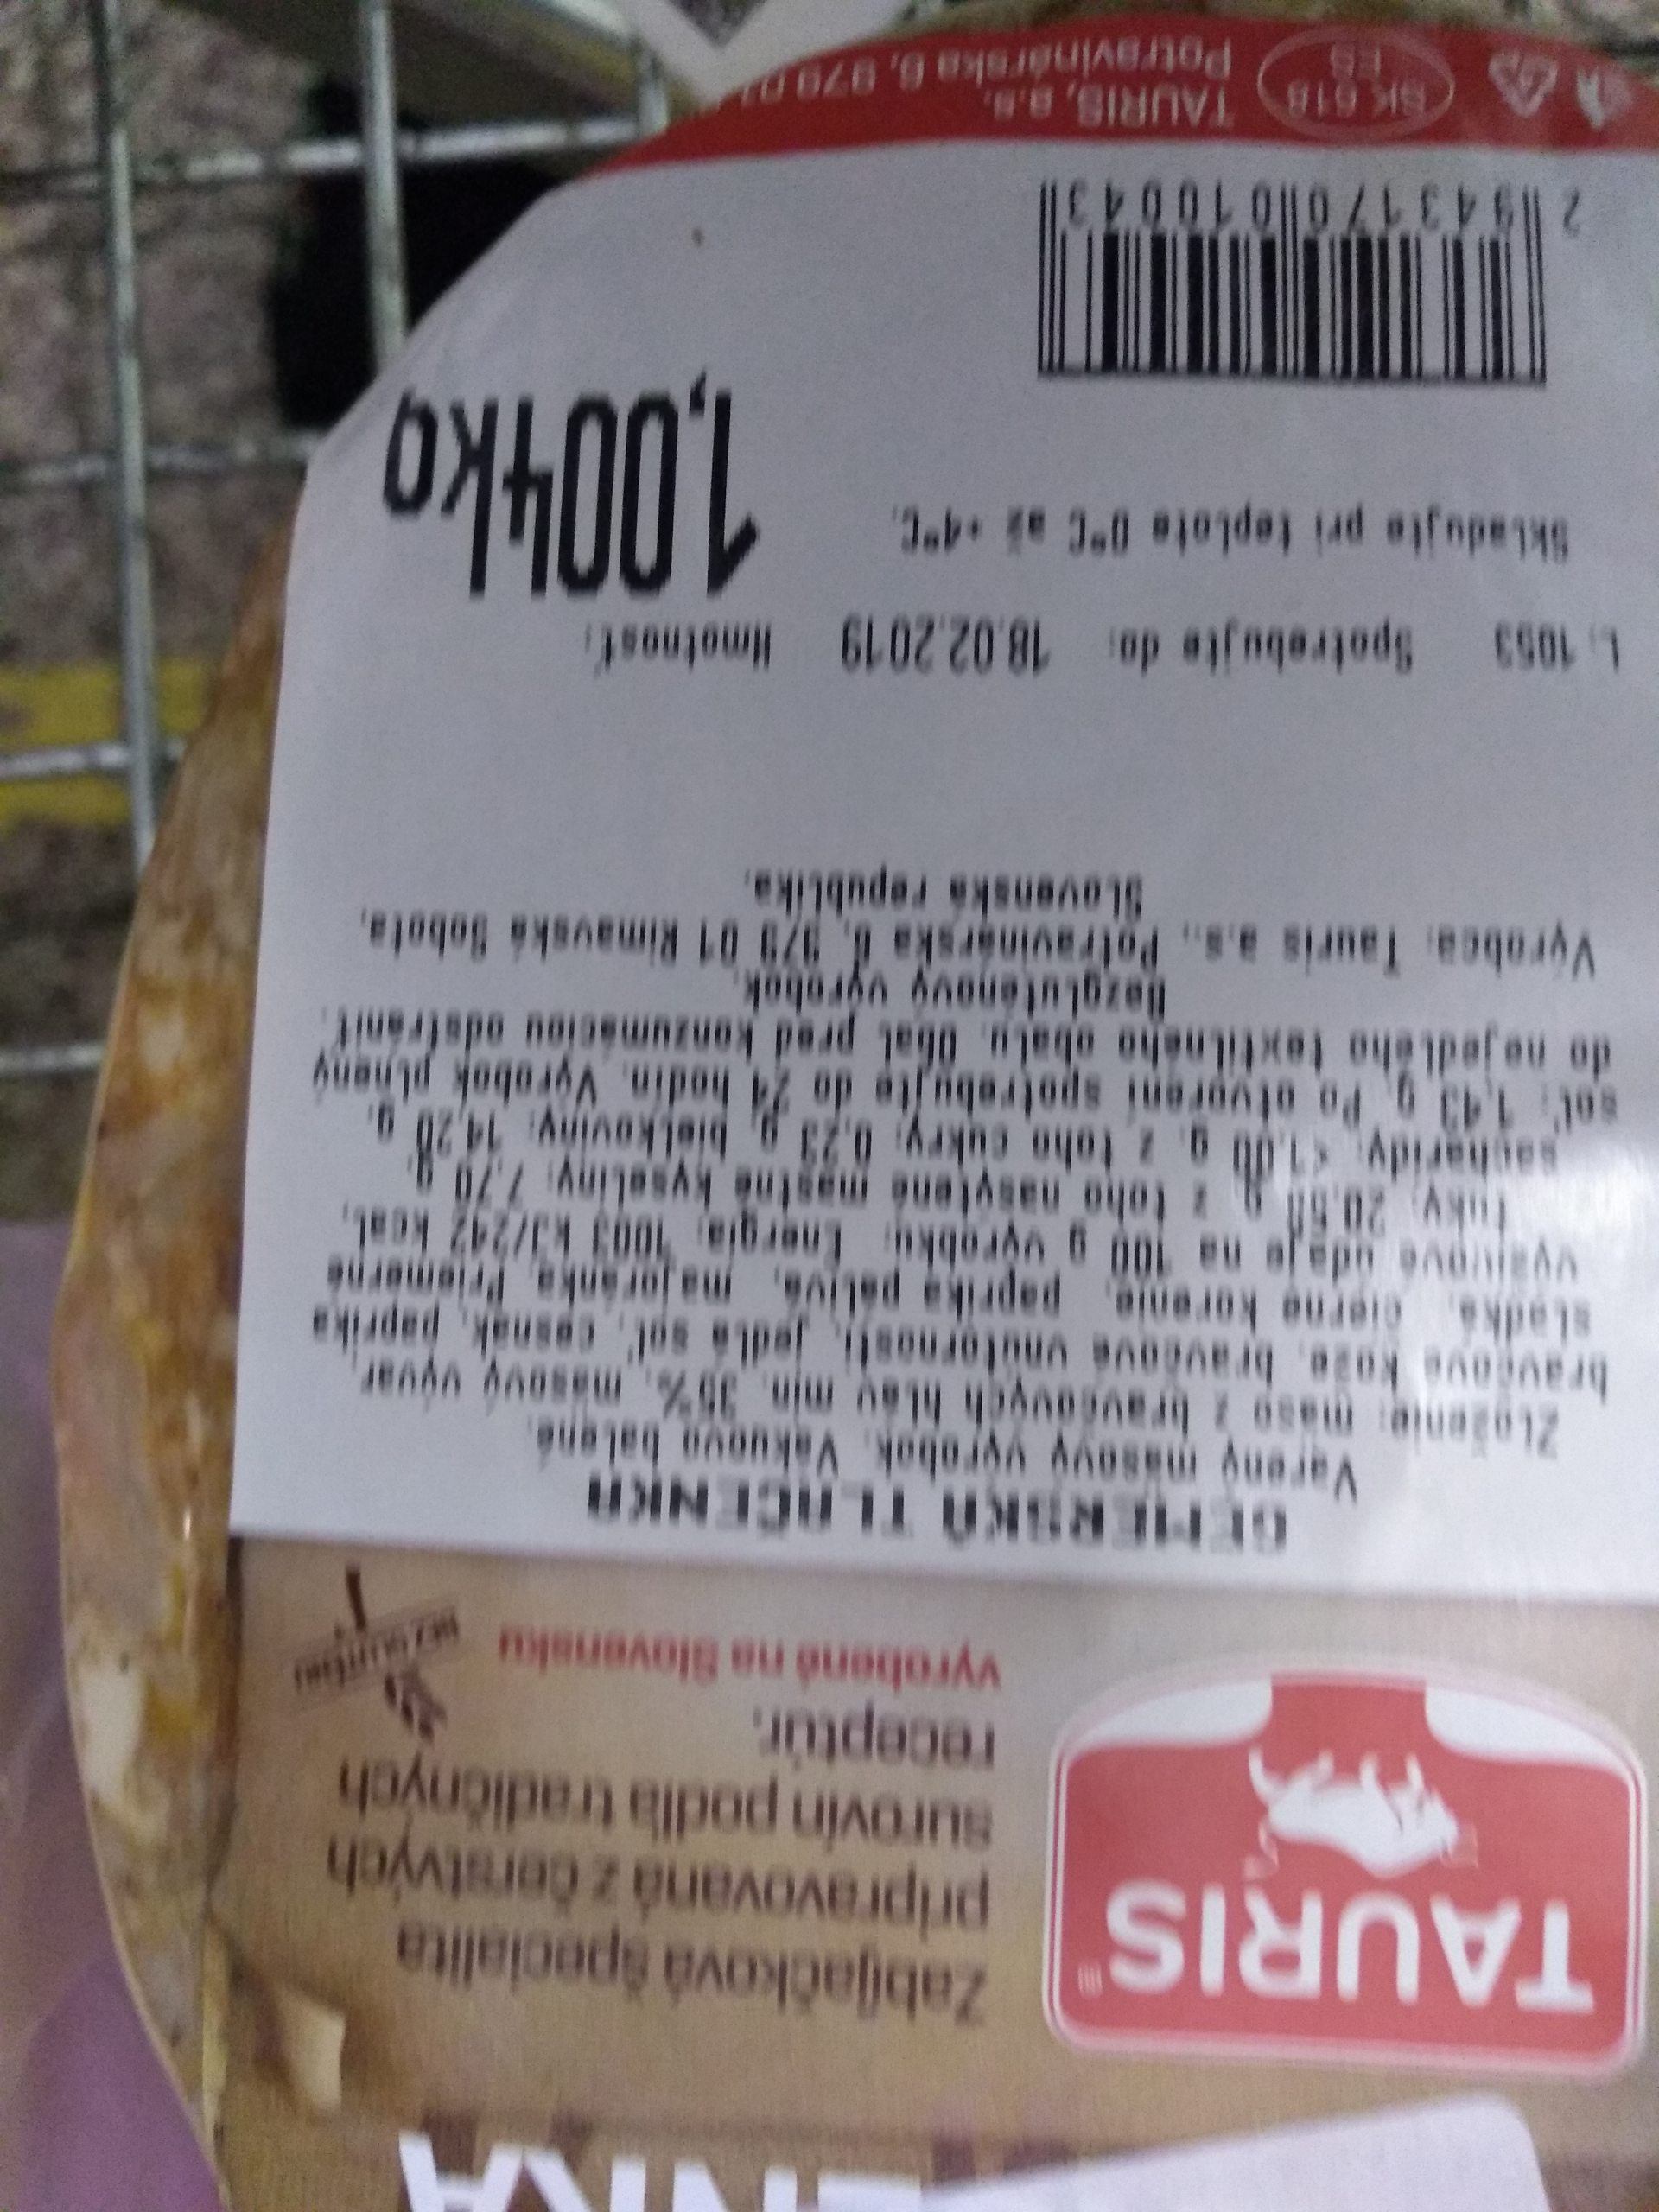 ENKA
TAURIS
Zabíjačková špecialita
pripravovaná z čerstvých
surovín podľa tradičných
receptúr.
vyrobené na Slovensku
GEMERSKÁ TLAČENKA
Varený mäsový výrobok. Vákuovo balené.
Zloženie: mäso z bravčových hláv min. 35%, mäsový vývar,
bravčové kože, bravčové vnútornosti, jedlá soľ, cesnak, paprika
sladká, čierne korenie, paprika pálivá, majoránka. Priemerné
výživové údaje na 100 g výrobku: Energia: 1003 kJ/242 kcal,
tuky: 20,50 g, z toho nasýtené mastné kyseliny: 7,70 g,
sacharidy: <1,00 g, z toho cukry: 0,23 g, bielkoviny: 14,20 g,
soľ: 1,43 g. Po otvorení spotrebujte do 24 hodín. Výrobok plnený
do nejedlého textilného obalu. Obal pred konzumáciou odstrániť.
Bezgluténový výrobok.
Výrobca: Tauris a.s., Potravinárska 6, 979 01 Rimavská Sobota,
Slovenská republika.
L: 1053 Spotrebujte do: 18.02.2019 Hmotnosť:
Skladujte pri teplote 0°C až +4°C.
1,004kg
2 943170 010043
SK 618
ES
TAURIS, a.s.
Potravinárska 6, 979 01